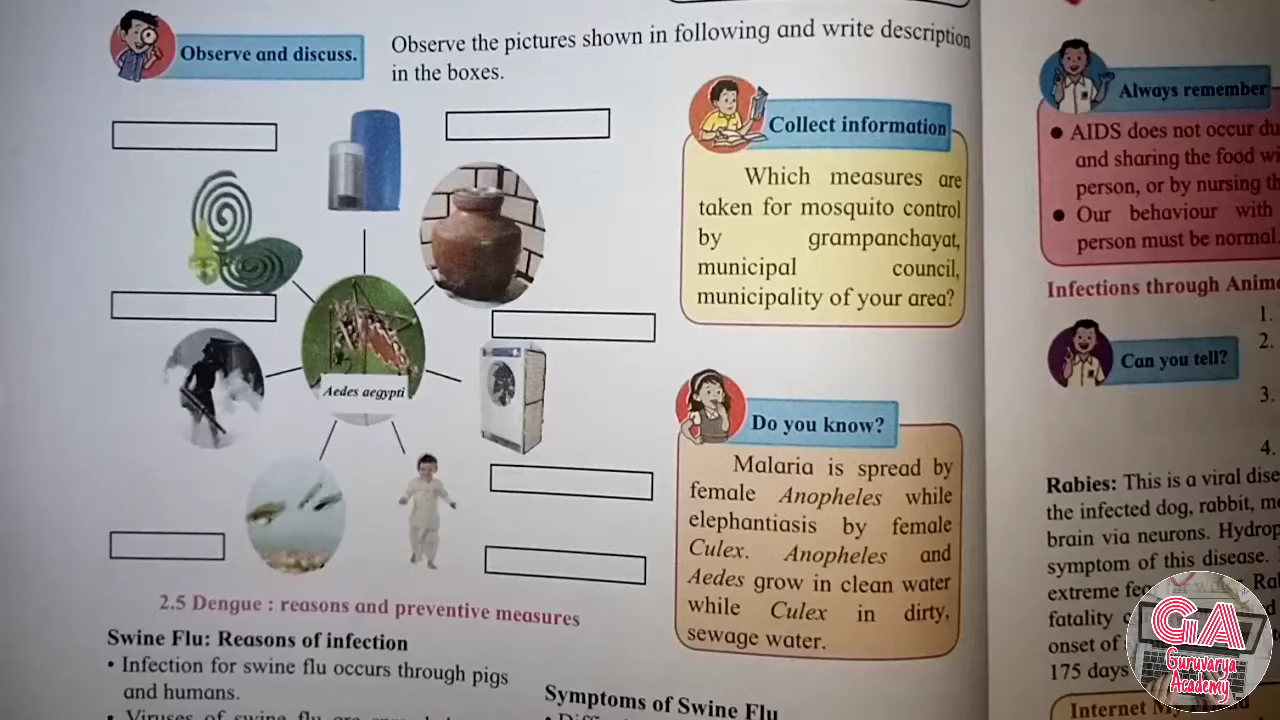 Observe and discuss.
Observe the pictures shown in following and write description
in the boxes.
Aedes aegypti
2.5 Dengue : reasons and preventive measures
Swine Flu: Reasons of infection
• Infection for swine flu occurs through pigs
and humans.
• Viruses of swine flu are
Symptoms of Swine Flu
Collect information
Which measures are
taken for mosquito control
by grampanchayat,
municipal council,
municipality of your area?
Do you know?
Malaria is spread by
female Anopheles while
elephantiasis by female
Culex. Anopheles and
Aedes grow in clean water
while Culex in dirty,
sewage water.
Always remember
• AIDS does not occur
and sharing the food
person, or by nursing
• Our behaviour with
person must be normal.
Infections through
Can you tell?
1.
2.
3.
4.
Rabies: This is a viral
the infected dog, rabbit,
brain via neurons.
symptom of this disease.
extreme
fatality
onset of
175 days
Internet
GA
Guruvarya
Academy